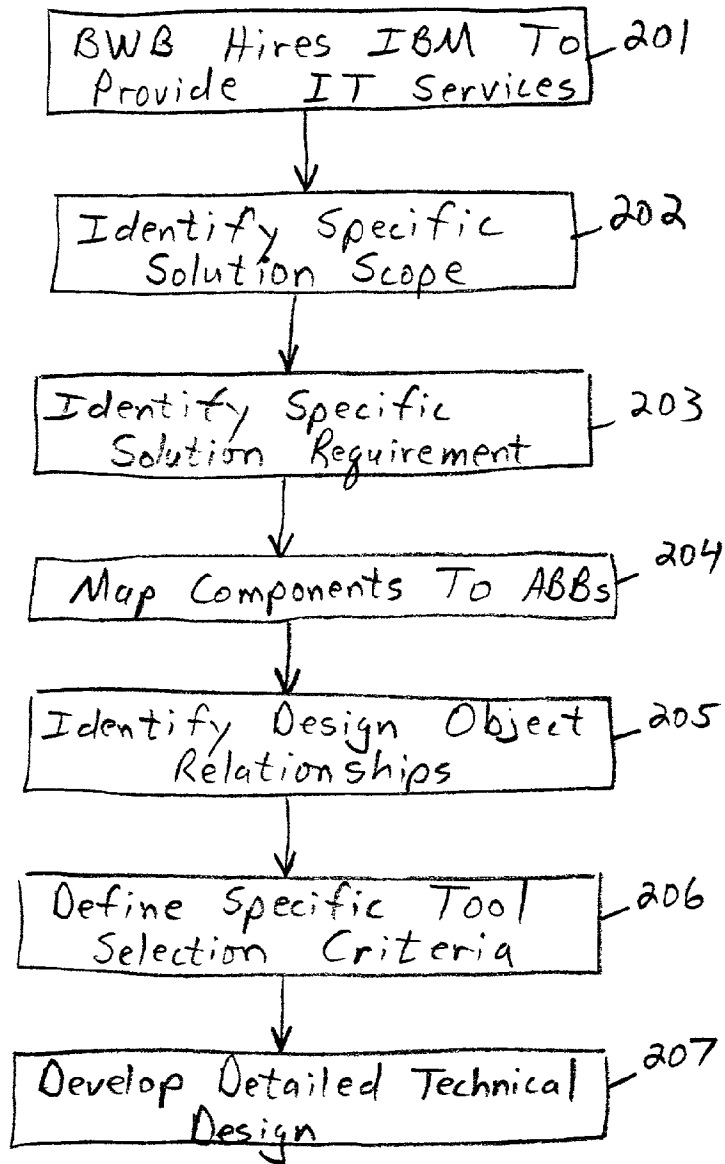 BWB Hires IBM To
Provide IT Services
201
Identify Specific
Solution Scope
202
Identify Specific
Solution Requirement
203
Map Components To ABBs
204
Identify Design Object
Relationships
205
Define Specific Tool
Selection Criteria
206
Develop Detailed Technical
Design
207